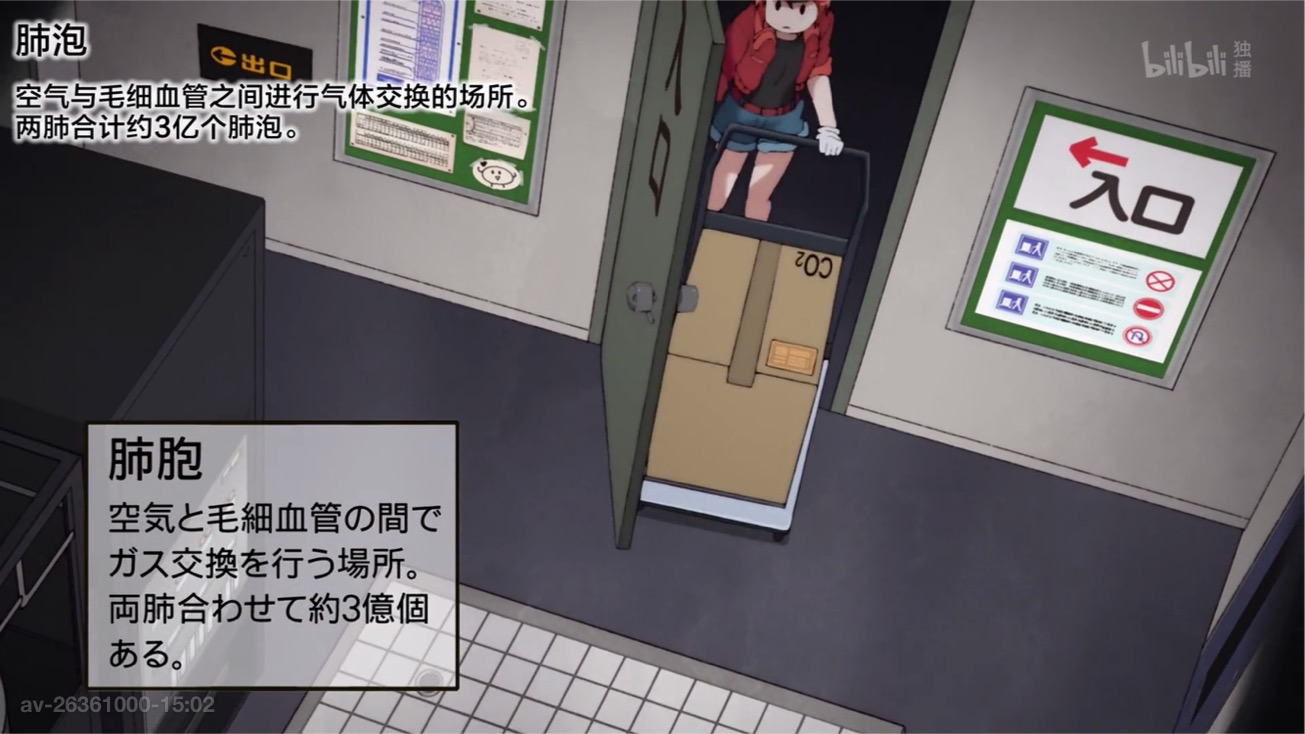 肺泡
空气与毛细血管之间进行气体交换的场所。
两肺合计约3亿个肺泡。
出口
bilibili 独播
入口
入口
CO₂
肺胞
空気と毛細血管の間で
ガス交換を行う場所。
両肺合わせて約3億個
ある。
av-26361000-15:02